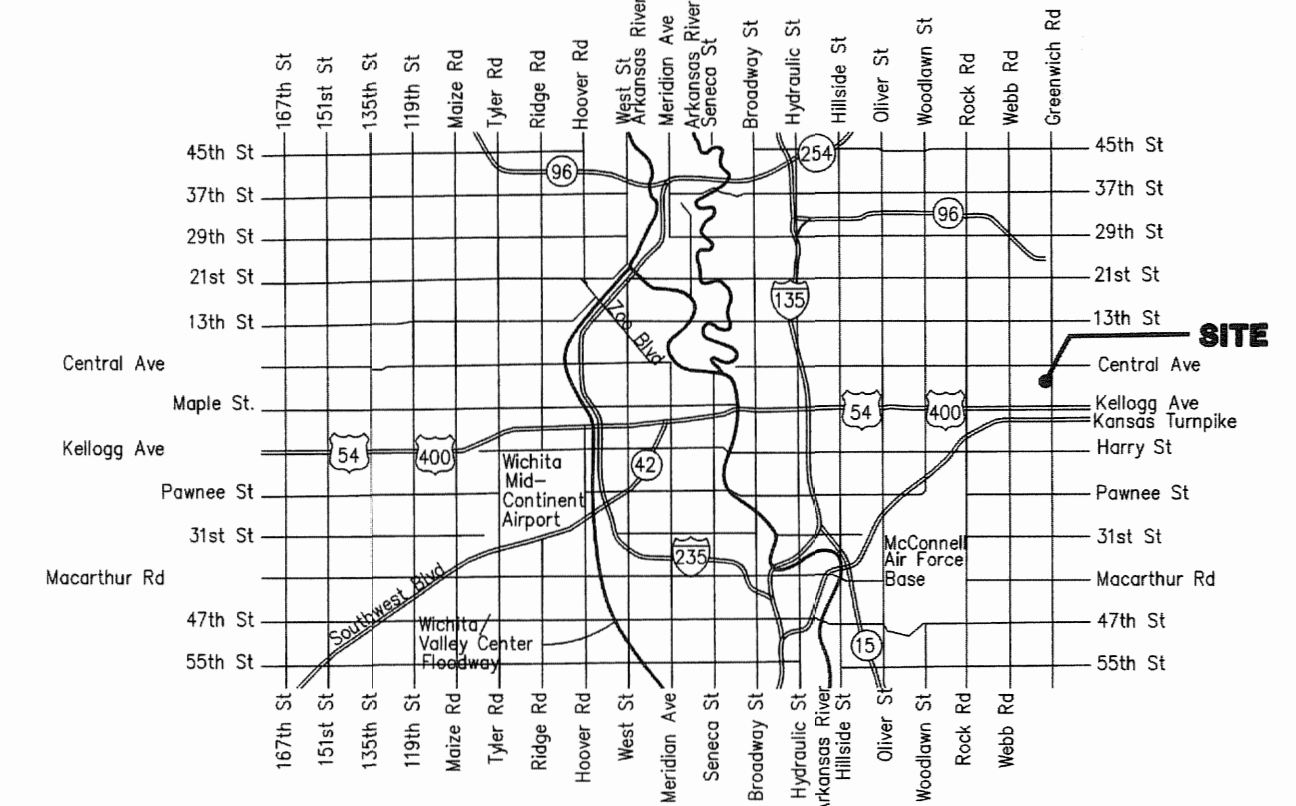 167th St
151st St
135th St
119th St
Maize Rd
Tyler Rd
Ridge Rd
Hoover Rd
West St
Arkansas River
Meridian Ave
Arkansas River
Seneca St
Broadway St
Hydraulic St
Hillside St
Oliver St
Woodlawn St
Rock Rd
Webb Rd
Greenwich Rd
45th St
254
45th St
96
37th St
37th St
96
29th St
29th St
21st St
21st St
135
13th St
Zoo Blvd
13th St
SITE
Central Ave
Central Ave
Maple St.
54
400
Kellogg Ave
Kansas Turnpike
Kellogg Ave
54
400
Wichita
Mid-
Continent
Airport
42
Harry St
Pawnee St
Pawnee St
31st St
235
McConnell
Air Force
Base
31st St
Macarthur Rd
Macarthur Rd
Southwest Blvd
47th St
Wichita/
Valley Center
Floodway
47th St
15
55th St
55th St
167th St
151st St
135th St
119th St
Maize Rd
Tyler Rd
Ridge Rd
Hoover Rd
West St
Meridian Ave
Seneca St
Broadway St
Hydraulic St
Arkansas River
Hillside St
Oliver St
Woodlawn St
Rock Rd
Webb Rd